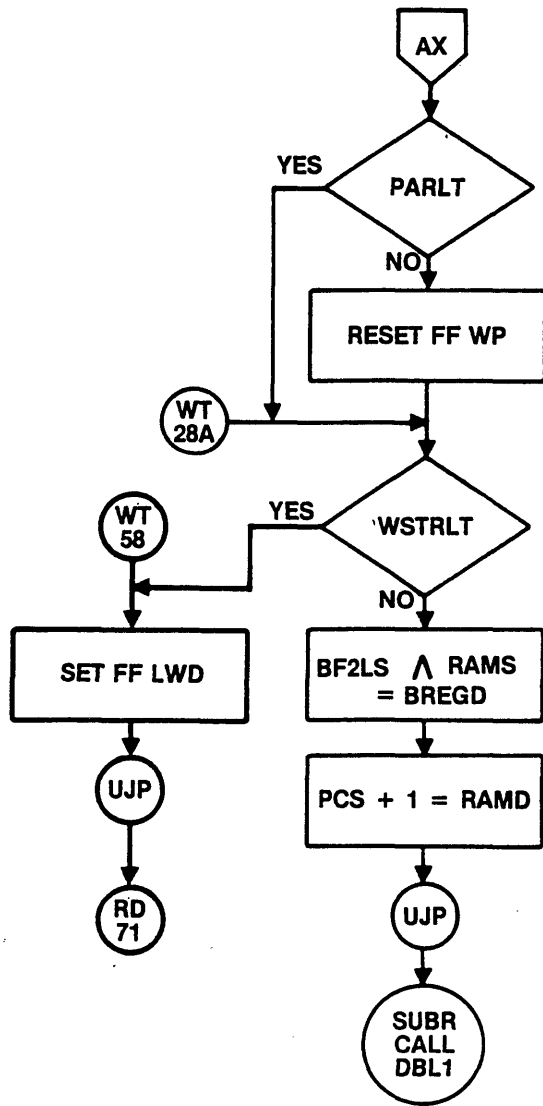 AX
YES
PARLT
NO
RESET FF WP
WT
28A
YES
WT
58
WSTRLT
NO
SET FF LWD
BF2LS ∧ RAMS
= BREGD
UJP
PCS + 1 = RAMD
RD
71
UJP
SUBR
CALL
DBL1